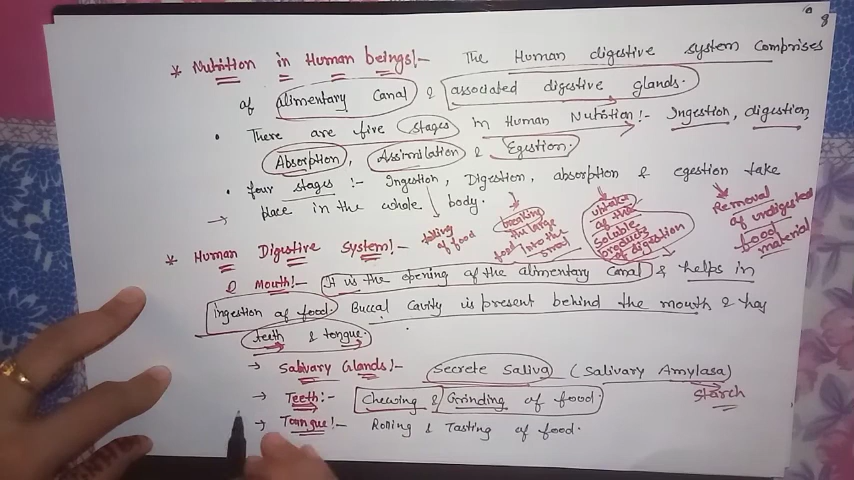 8
* Nutrition in Human beings!- The Human digestive system comprises
of alimentary Canal & associated digestive glands.
• There are five stages in Human Nutrition!- Ingestion, digestion,
Absorption, Assimilation & Egestion.
• four stages!- Ingestion, Digestion, absorption & egestion take
→ place in the whole body.
taking of food
breaking the large food into the small
uptake of the soluble products of digestion
Removal of undigested food material
* Human Digestive System!-
Mouth!- It is the opening of the alimentary Canal & helps in
ingestion of food. Buccal Cavity is present behind the mouth & has
teeth & tongue.
→ Salivary Glands!- Secrete Saliva (Salivary Amylasa)
Starch
→ Teeth:- Chewing & Grinding of food.
→ Tongue!- Rolling & Tasting of food.